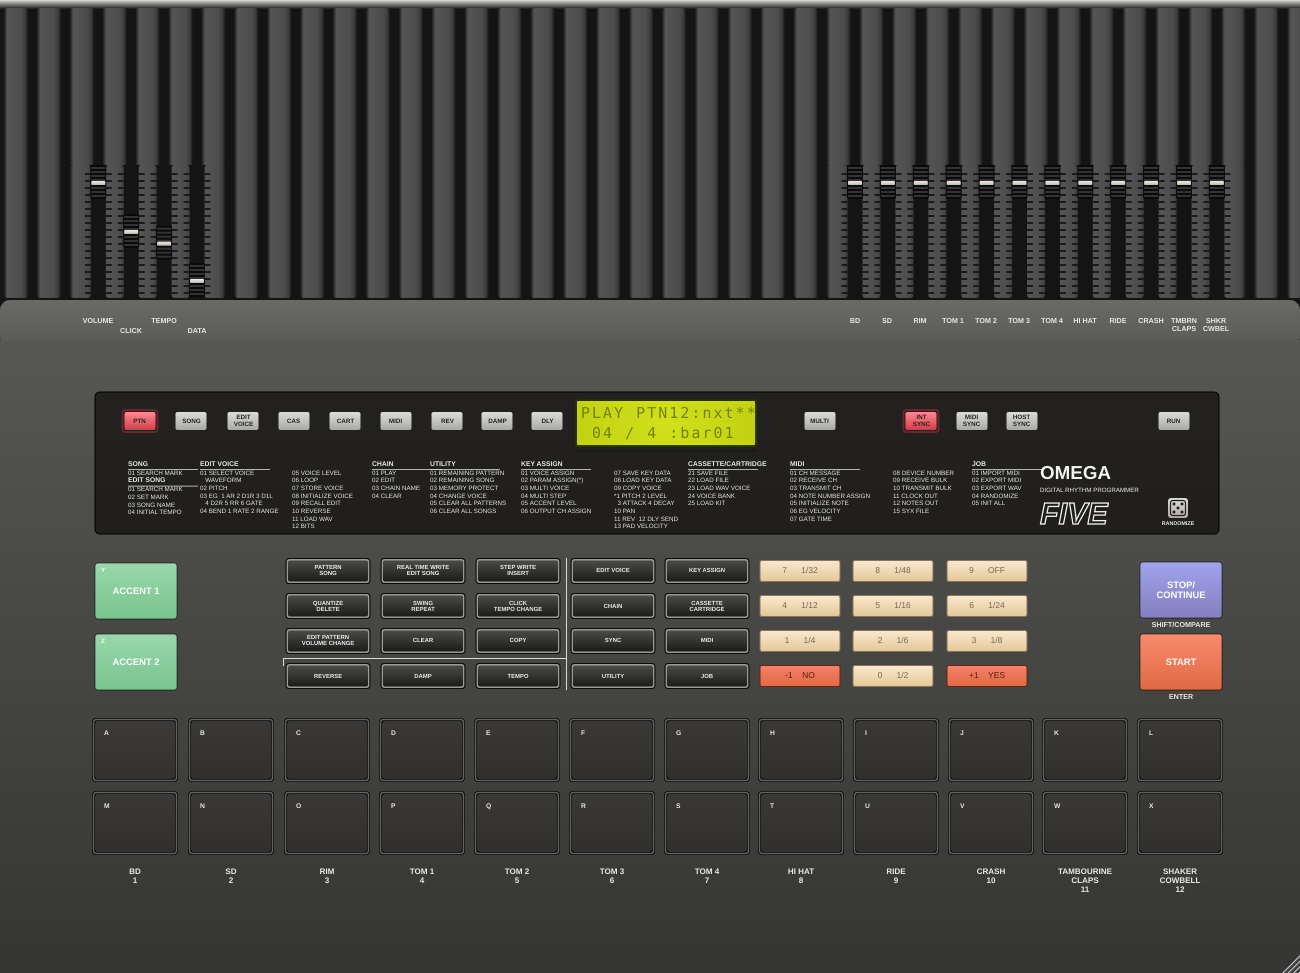 VOLUME
CLICK
TEMPO
DATA
BD SD RIM TOM 1 TOM 2 TOM 3 TOM 4 HI HAT RIDE CRASH TMBRN SHKR
CLAPS CWBEL
PTN
SONG
EDIT
VOICE
CAS
CART
MIDI
REV
DAMP
DLY
PLAY PTN12:nxt**
04 / 4 :bar01
MULTI
INT
SYNC
MIDI
SYNC
HOST
SYNC
RUN
SONG
01 SEARCH MARK
EDIT SONG
01 SEARCH MARK
02 SET MARK
03 SONG NAME
04 INITIAL TEMPO
EDIT VOICE
01 SELECT VOICE
WAVEFORM
02 PITCH
03 EG 1 AR 2 D1R 3 D1L
4 D2R 5 RR 6 GATE
04 BEND 1 RATE 2 RANGE
05 VOICE LEVEL
06 LOOP
07 STORE VOICE
08 INITIALIZE VOICE
09 RECALL EDIT
10 REVERSE
11 LOAD WAV
12 BITS
CHAIN
01 PLAY
02 EDIT
03 CHAIN NAME
04 CLEAR
UTILITY
01 REMAINING PATTERN
02 REMAINING SONG
03 MEMORY PROTECT
04 CHANGE VOICE
05 CLEAR ALL PATTERNS
06 CLEAR ALL SONGS
KEY ASSIGN
01 VOICE ASSIGN
02 PARAM ASSIGN(*)
03 MULTI VOICE
04 MULTI STEP
05 ACCENT LEVEL
06 OUTPUT CH ASSIGN
07 SAVE KEY DATA
08 LOAD KEY DATA
09 COPY VOICE
*1 PITCH 2 LEVEL
3 ATTACK 4 DECAY
10 PAN
11 REV 12 DLY SEND
13 PAD VELOCITY
CASSETTE/CARTRIDGE
21 SAVE FILE
22 LOAD FILE
23 LOAD WAV VOICE
24 VOICE BANK
25 LOAD KIT
MIDI
01 CH MESSAGE
02 RECEIVE CH
03 TRANSMIT CH
04 NOTE NUMBER ASSIGN
05 INITIALIZE NOTE
06 EG VELOCITY
07 GATE TIME
08 DEVICE NUMBER
09 RECEIVE BULK
10 TRANSMIT BULK
11 CLOCK OUT
12 NOTES OUT
15 SYX FILE
JOB
01 IMPORT MIDI
02 EXPORT MIDI
03 EXPORT WAV
04 RANDOMIZE
05 INIT ALL
OMEGA
DIGITAL RHYTHM PROGRAMMER
FIVE
RANDOMIZE
Y
ACCENT 1
Z
ACCENT 2
PATTERN
SONG
REAL TIME WRITE
EDIT SONG
STEP WRITE
INSERT
EDIT VOICE
KEY ASSIGN
7 1/32
8 1/48
9 OFF
QUANTIZE
DELETE
SWING
REPEAT
CLICK
TEMPO CHANGE
CHAIN
CASSETTE
CARTRIDGE
4 1/12
5 1/16
6 1/24
EDIT PATTERN
VOLUME CHANGE
CLEAR
COPY
SYNC
MIDI
1 1/4
2 1/6
3 1/8
REVERSE
DAMP
TEMPO
UTILITY
JOB
-1 NO
0 1/2
+1 YES
STOP/
CONTINUE
SHIFT/COMPARE
START
ENTER
A B C D E F G H I J K L
M N O P Q R S T U V W X
BD
1
SD
2
RIM
3
TOM 1
4
TOM 2
5
TOM 3
6
TOM 4
7
HI HAT
8
RIDE
9
CRASH
10
TAMBOURINE
CLAPS
11
SHAKER
COWBELL
12